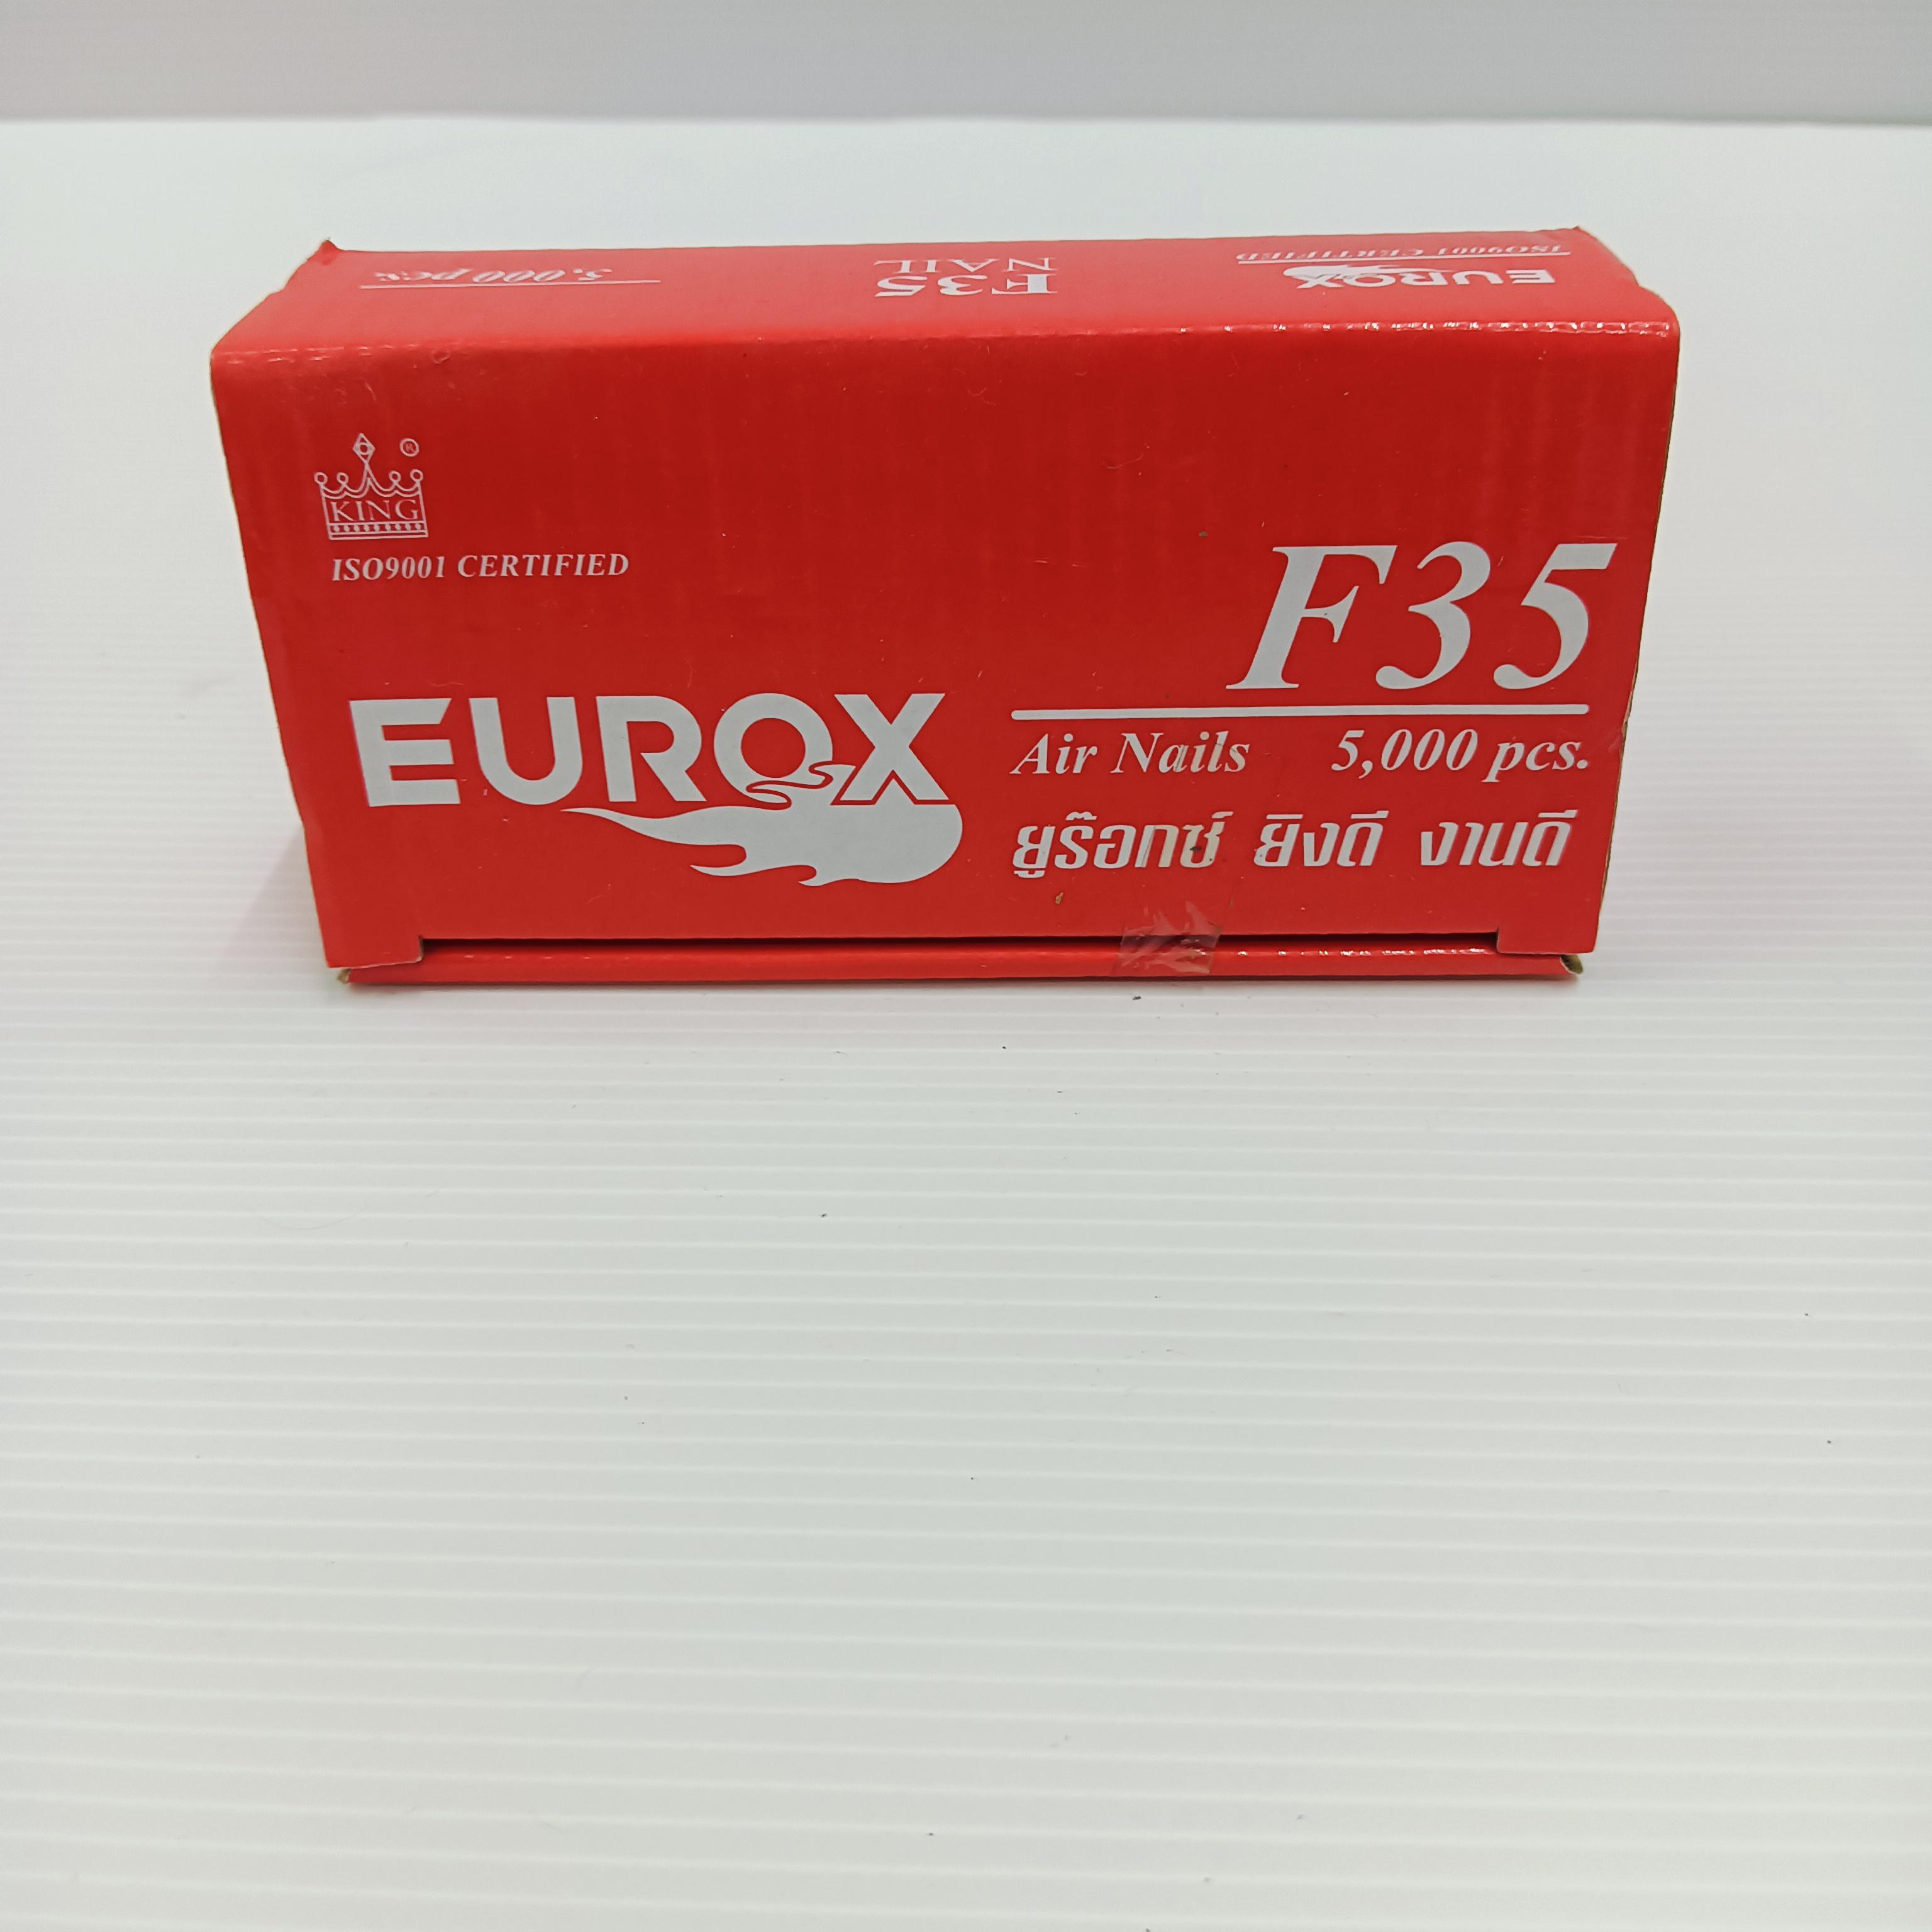 5,000 pcs.
F35
NAIL
EUROX
ISO9001 CERTIFIED
KING
®
ISO9001 CERTIFIED
F35
EUROX
Air Nails 5,000 pcs.
ยูร๊อกซ์ ยิงดี งานดี